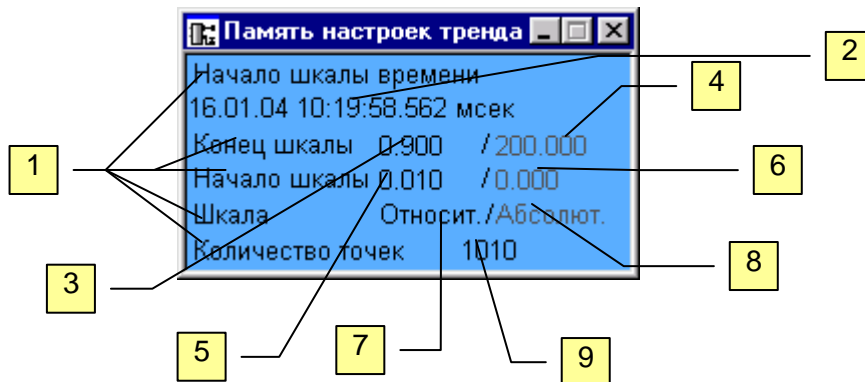 Память настроек тренда
2
Начало шкалы времени
4
16.01.04 10:19:58.562 мсек
1
Конец шкалы 0.900 / 200.000
6
Начало шкалы 0.010 / 0.000
Шкала Относит. / Абсолют.
Количество точек 1010
8
3
5
7
9